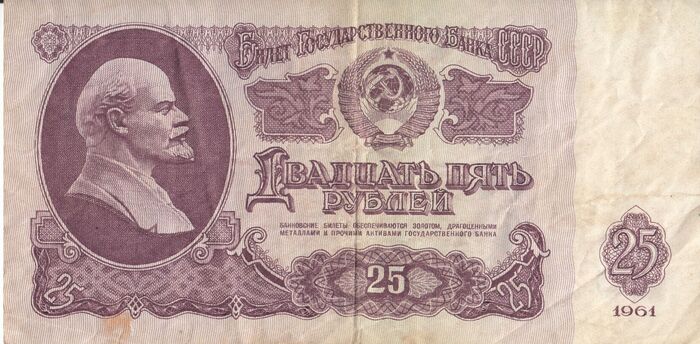 Билет Государственного Банка СССР
Двадцать пять
рублей
БАНКОВСКИЕ БИЛЕТЫ ОБЕСПЕЧИВАЮТСЯ ЗОЛОТОМ, ДРАГОЦЕННЫМИ
МЕТАЛЛАМИ И ПРОЧИМИ АКТИВАМИ ГОСУДАРСТВЕННОГО БАНКА
25
25
25
25
1961